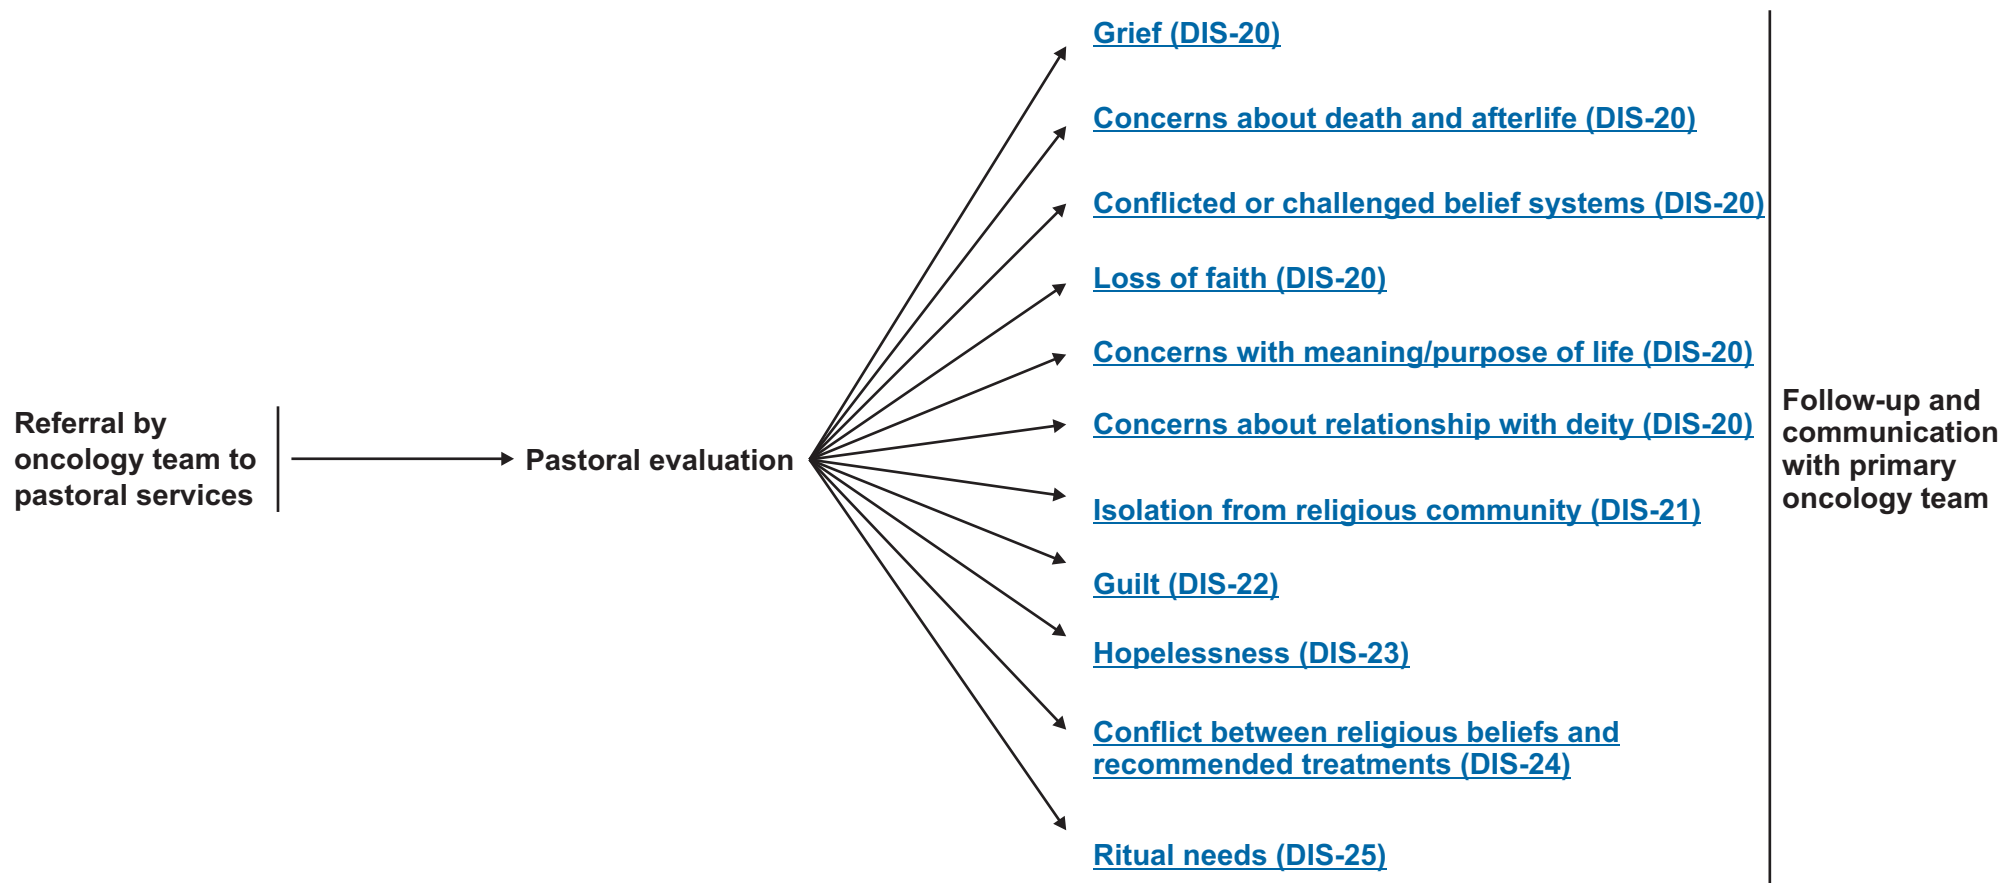 Referral by
oncology team to
pastoral services
Pastoral evaluation
Grief (DIS-20)
Concerns about death and afterlife (DIS-20)
Conflicted or challenged belief systems (DIS-20)
Loss of faith (DIS-20)
Concerns with meaning/purpose of life (DIS-20)
Concerns about relationship with deity (DIS-20)
Isolation from religious community (DIS-21)
Guilt (DIS-22)
Hopelessness (DIS-23)
Conflict between religious beliefs and
recommended treatments (DIS-24)
Ritual needs (DIS-25)
Follow-up and
communication
with primary
oncology team